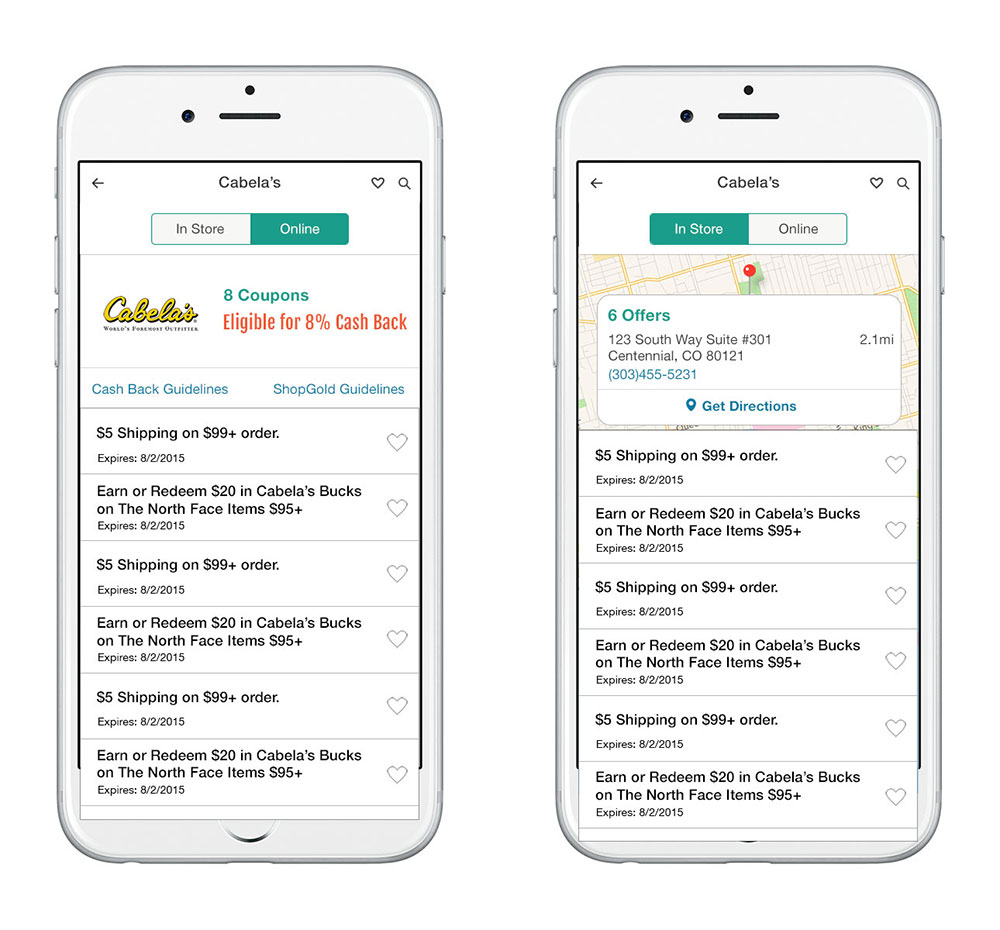 Cabela's
In Store
Online
Cabela's
WORLD'S FOREMOST OUTFITTER
8 Coupons
Eligible for 8% Cash Back
Cash Back Guidelines
ShopGold Guidelines
$5 Shipping on $99+ order.
Expires: 8/2/2015
Earn or Redeem $20 in Cabela's Bucks
on The North Face Items $95+
Expires: 8/2/2015
$5 Shipping on $99+ order.
Expires: 8/2/2015
Earn or Redeem $20 in Cabela's Bucks
on The North Face Items $95+
Expires: 8/2/2015
$5 Shipping on $99+ order.
Expires: 8/2/2015
Earn or Redeem $20 in Cabela's Bucks
on The North Face Items $95+
Expires: 8/2/2015
Cabela's
In Store
Online
6 Offers
123 South Way Suite #301
2.1mi
Centennial, CO 80121
(303)455-5231
Get Directions
$5 Shipping on $99+ order.
Expires: 8/2/2015
Earn or Redeem $20 in Cabela's Bucks
on The North Face Items $95+
Expires: 8/2/2015
$5 Shipping on $99+ order.
Expires: 8/2/2015
Earn or Redeem $20 in Cabela's Bucks
on The North Face Items $95+
Expires: 8/2/2015
$5 Shipping on $99+ order.
Expires: 8/2/2015
Earn or Redeem $20 in Cabela's Bucks
on The North Face Items $95+
Expires: 8/2/2015